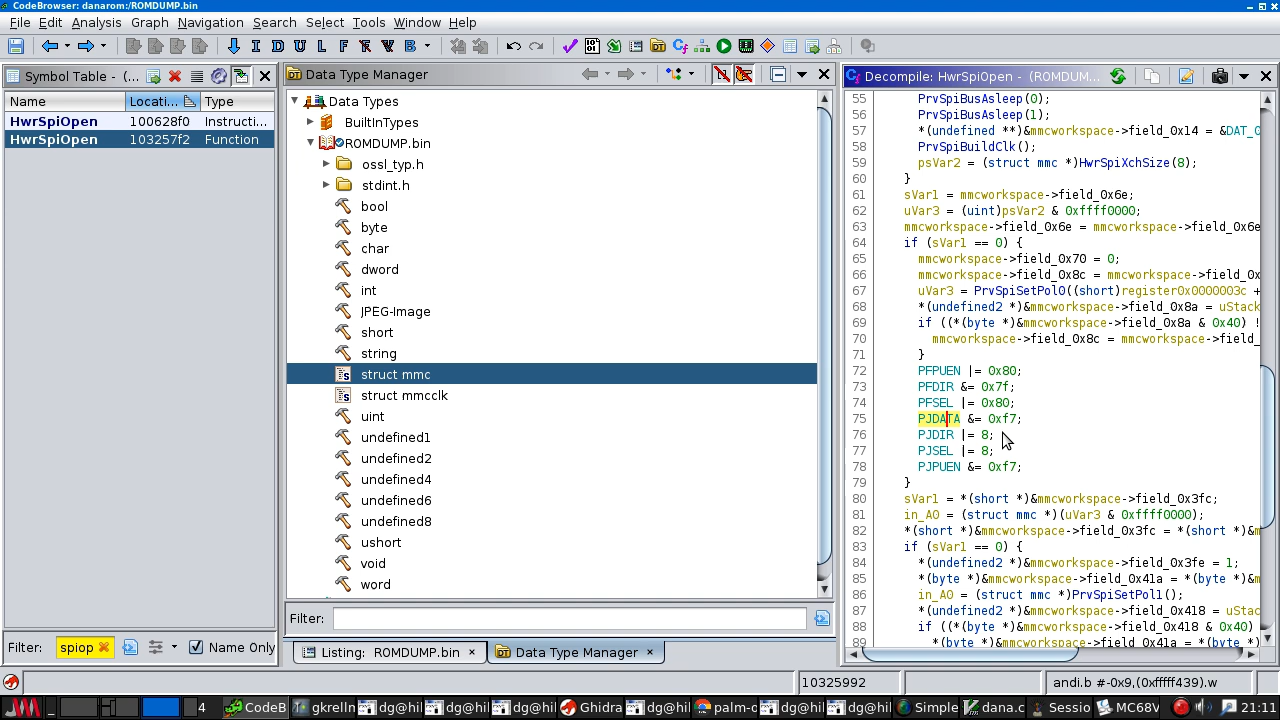 CodeBrowser: danarom:/ROMDUMP.bin
File Edit Analysis Graph Navigation Search Select Tools Window Help
I D U L F V B
Symbol Table - (...
Name Locati... Type
HwrSpiOpen 100628f0 Instructi...
HwrSpiOpen 103257f2 Function
Filter: spiop Name Only
Data Type Manager
Data Types
BuiltInTypes
ROMDUMP.bin
ossl_typ.h
stdint.h
bool
byte
char
dword
int
JPEG-Image
short
string
struct mmc
struct mmcclk
uint
undefined1
undefined2
undefined4
undefined6
undefined8
ushort
void
word
Filter:
Listing: ROMDUMP.bin × Data Type Manager ×
Decompile: HwrSpiOpen - (ROMDUM...
55 PrvSpiBusAsleep(0);
56 PrvSpiBusAsleep(1);
57 *(undefined **)&mmcworkspace->field_0x14 = &DAT_0
58 PrvSpiBuildClk();
59 psVar2 = (struct mmc *)HwrSpiXchSize(8);
60 }
61 sVar1 = mmcworkspace->field_0x6e;
62 uVar3 = (uint)psVar2 & 0xffff0000;
63 mmcworkspace->field_0x6e = mmcworkspace->field_0x6e
64 if (sVar1 == 0) {
65 mmcworkspace->field_0x70 = 0;
66 mmcworkspace->field_0x8c = mmcworkspace->field_0x
67 uVar3 = PrvSpiSetPol0((short)register0x0000003c +
68 *(undefined2 *)&mmcworkspace->field_0x8a = uStack
69 if ((*(byte *)&mmcworkspace->field_0x8a & 0x40) !
70 mmcworkspace->field_0x8c = mmcworkspace->field_
71 }
72 PFPUEN |= 0x80;
73 PFDIR &= 0x7f;
74 PFSEL |= 0x80;
75 PJDATA &= 0xf7;
76 PJDIR |= 8;
77 PJSEL |= 8;
78 PJPUEN &= 0xf7;
79 }
80 sVar1 = *(short *)&mmcworkspace->field_0x3fc;
81 in_A0 = (struct mmc *)(uVar3 & 0xffff0000);
82 *(short *)&mmcworkspace->field_0x3fc = *(short *)&m
83 if (sVar1 == 0) {
84 *(undefined2 *)&mmcworkspace->field_0x3fe = 1;
85 *(byte *)&mmcworkspace->field_0x41a = *(byte *)&m
86 in_A0 = (struct mmc *)PrvSpiSetPol1();
87 *(undefined2 *)&mmcworkspace->field_0x418 = uStac
88 if ((*(byte *)&mmcworkspace->field_0x418 & 0x40)
89 *(byte *)&mmcworkspace->field_0x41a = *(byte *)
10325992 andi.b #-0x9,(0xfffff439).w
4 CodeB gkrelln dg@hil dg@hil dg@hil Ghidra palm-o dg@hil dg@hil Simple dana.c Sessio MC68V 21:11